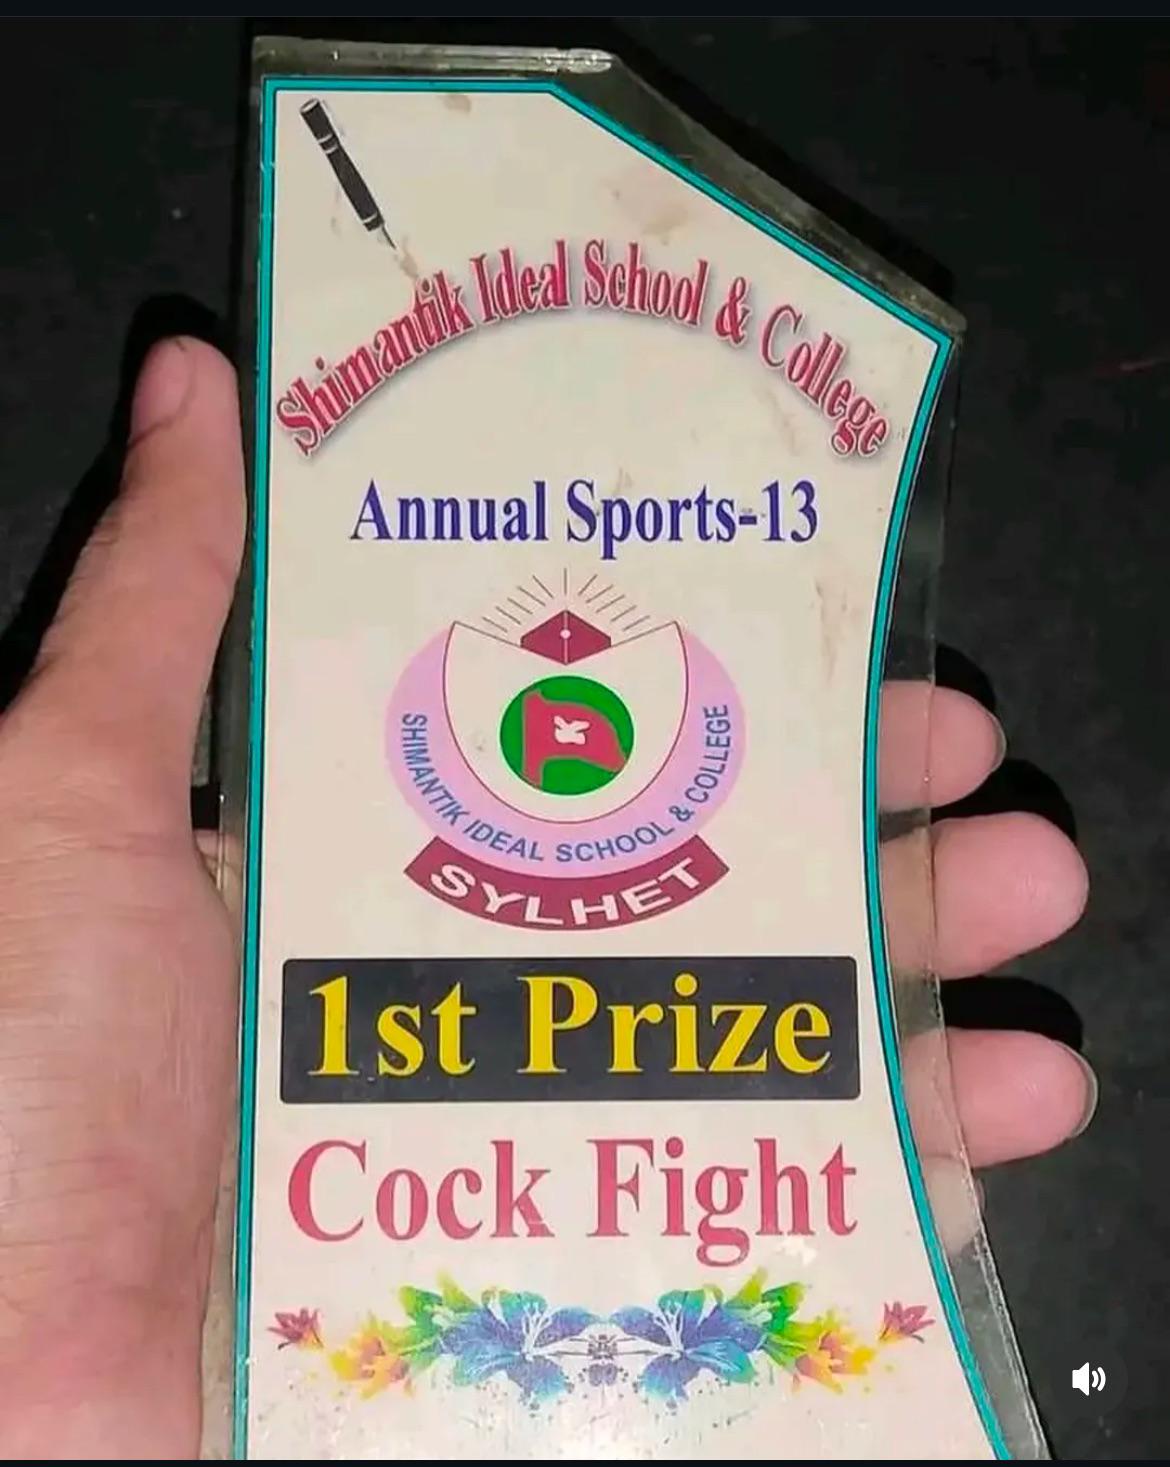 Shimantik Ideal School & College
Annual Sports-13
SHIMANTIK IDEAL SCHOOL & COLLEGE
SYLHET
1st Prize
Cock Fight